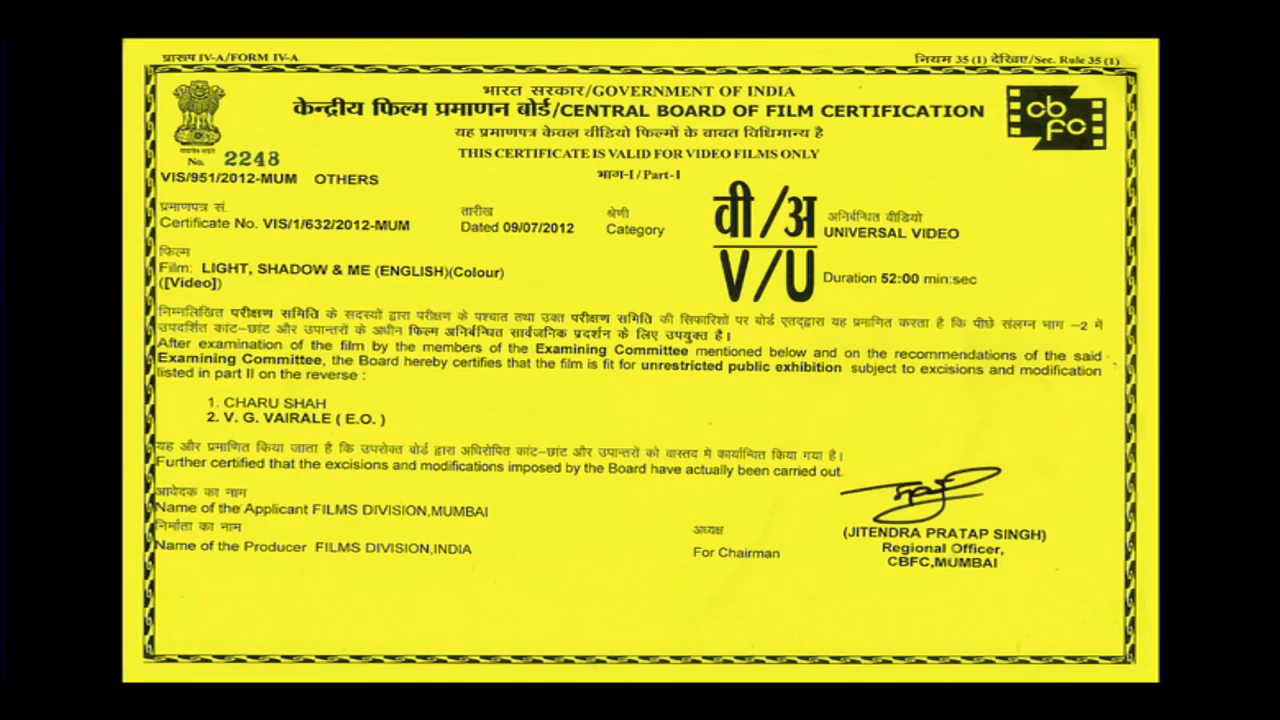 प्रारूप IV-A/FORM IV-A
नियम 35 (1) देखिए/Sec. Rule 35 (1)
भारत सरकार/GOVERNMENT OF INDIA
केन्द्रीय फिल्म प्रमाणन बोर्ड/CENTRAL BOARD OF FILM CERTIFICATION
cb
fc
यह प्रमाणपत्र केवल वीडियो फिल्मों के बावत विधिमान्य है
सत्यमेव जयते
THIS CERTIFICATE IS VALID FOR VIDEO FILMS ONLY
No. 2248
भाग-I / Part-I
VIS/951/2012-MUM OTHERS
प्रमाणपत्र सं.
Certificate No. VIS/1/632/2012-MUM
तारीख
Dated 09/07/2012
श्रेणी
Category
वी/अ
V/U
अनिर्बन्धित वीडियो
UNIVERSAL VIDEO
Duration 52:00 min:sec
फिल्म
Film: LIGHT, SHADOW & ME (ENGLISH)(Colour)
([Video])
निम्नलिखित परीक्षण समिति के सदस्यों द्वारा परीक्षण के पश्चात तथा उक्त परीक्षण समिति की सिफारिशों पर बोर्ड एतद्द्वारा यह प्रमाणित करता है कि पीछे संलग्न भाग -2 में
उपदर्शित कांट-छांट और उपान्तरों के अधीन फिल्म अनिर्बन्धित सार्वजनिक प्रदर्शन के लिए उपयुक्त है।
After examination of the film by the members of the Examining Committee mentioned below and on the recommendations of the said
Examining Committee, the Board hereby certifies that the film is fit for unrestricted public exhibition subject to excisions and modification
listed in part II on the reverse :
1. CHARU SHAH
2. V. G. VAIRALE ( E.O. )
यह और प्रमाणित किया जाता है कि उपरोक्त बोर्ड द्वारा अधिरोपित कांट-छांट और उपान्तरों को वास्तव मे कार्यान्वित किया गया है।
Further certified that the excisions and modifications imposed by the Board have actually been carried out.
आवेदक का नाम
Name of the Applicant FILMS DIVISION,MUMBAI
निर्माता का नाम
Name of the Producer FILMS DIVISION,INDIA
अध्यक्ष
For Chairman
(JITENDRA PRATAP SINGH)
Regional Officer,
CBFC,MUMBAI